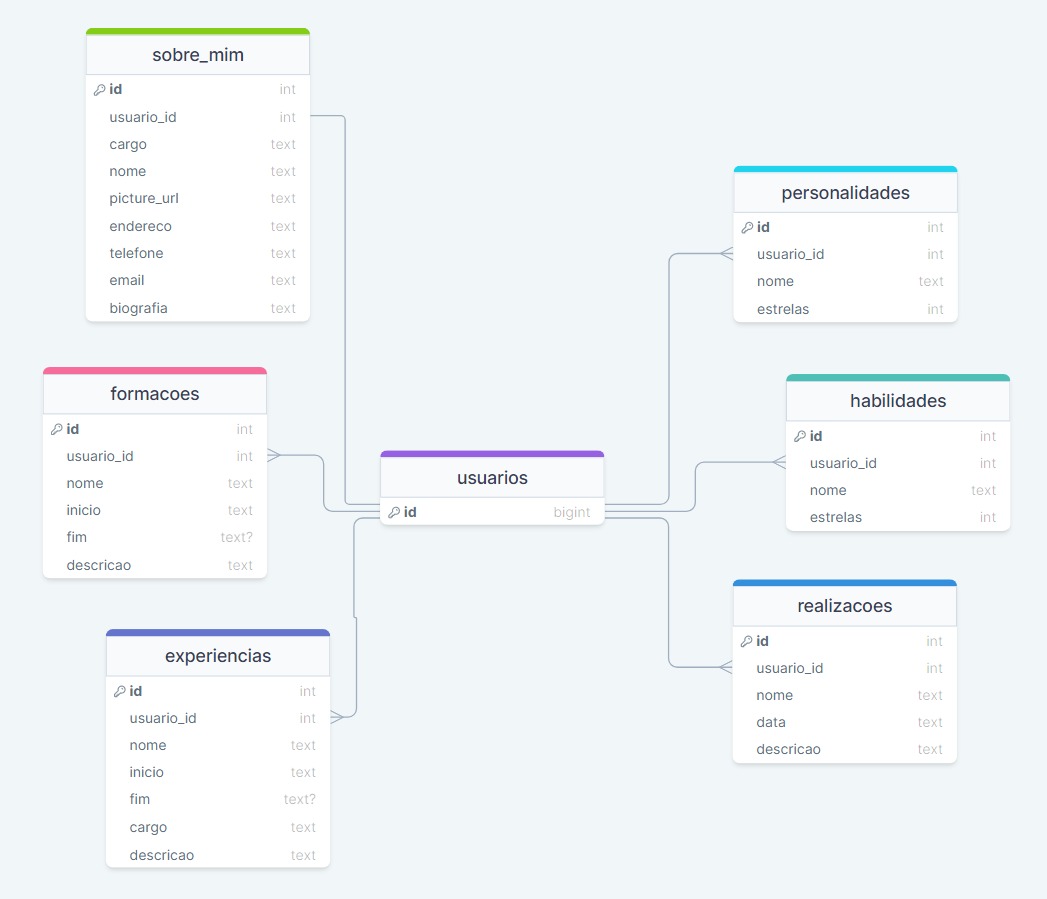 sobre_mim
id int
usuario_id int
cargo text
nome text
picture_url text
endereco text
telefone text
email text
biografia text
personalidades
id int
usuario_id int
nome text
estrelas int
formacoes
id int
usuario_id int
nome text
inicio text
fim text?
descricao text
habilidades
id int
usuario_id int
nome text
estrelas int
usuarios
id bigint
realizacoes
id int
usuario_id int
nome text
data text
descricao text
experiencias
id int
usuario_id int
nome text
inicio text
fim text?
cargo text
descricao text